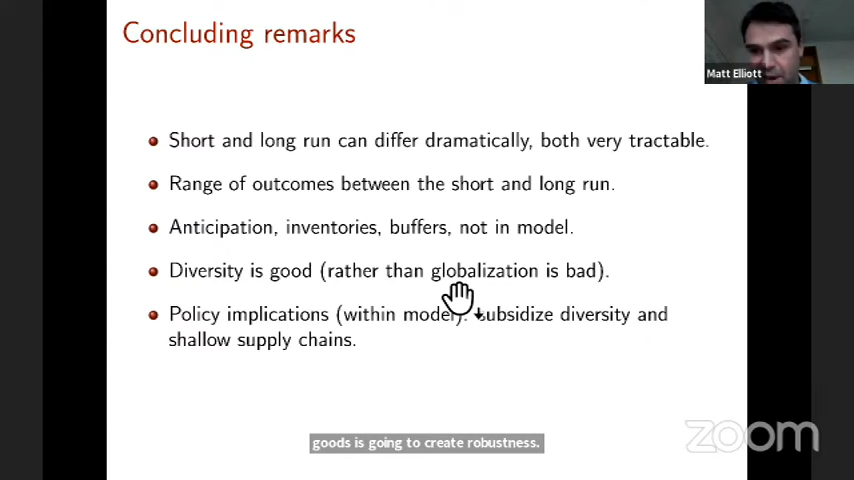 Concluding remarks
Matt Elliott
Short and long run can differ dramatically, both very tractable.
Range of outcomes between the short and long run.
Anticipation, inventories, buffers, not in model.
Diversity is good (rather than globalization is bad).
Policy implications (within model): subsidize diversity and
shallow supply chains.
goods is going to create robustness.
zoom